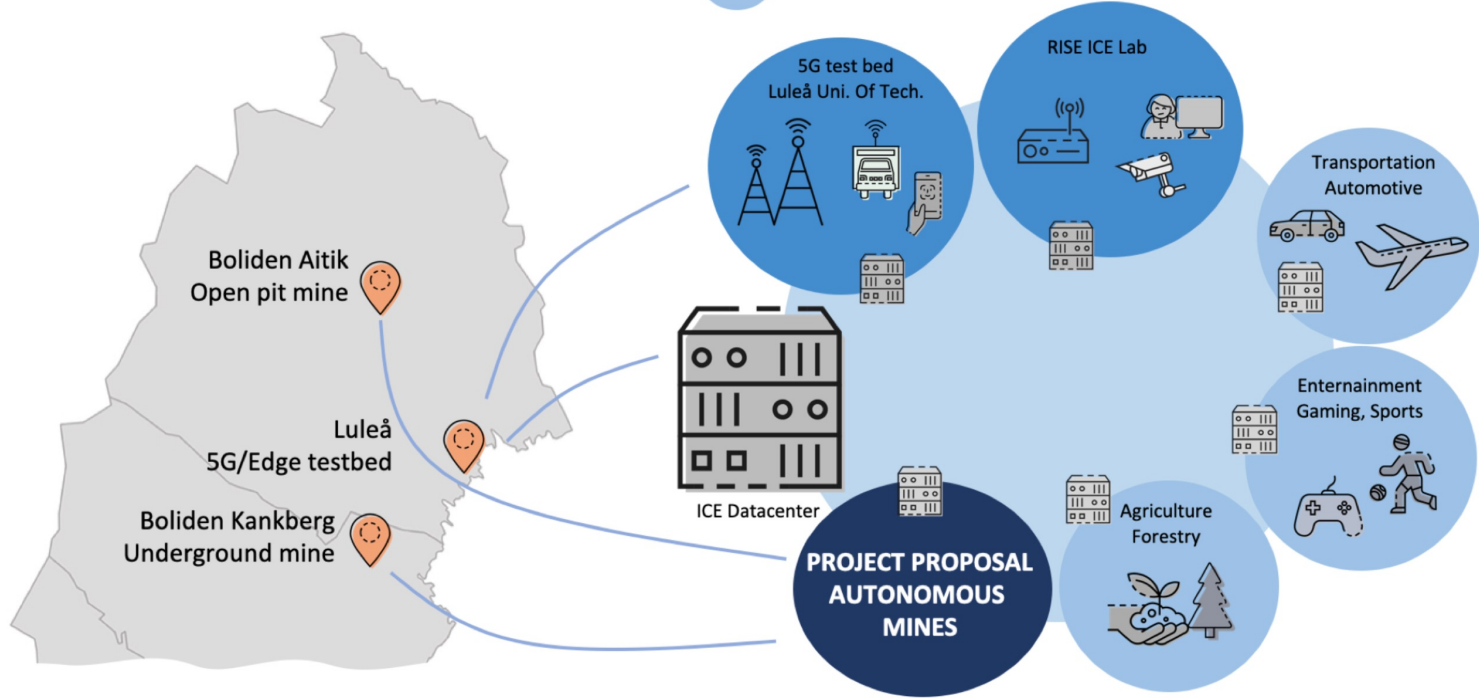 Boliden Aitik
Open pit mine
Luleå
5G/Edge testbed
Boliden Kankberg
Underground mine
5G test bed
Luleå Uni. Of Tech.
RISE ICE Lab
Transportation
Automotive
Enternainment
Gaming, Sports
Agriculture
Forestry
PROJECT PROPOSAL
AUTONOMOUS
MINES
ICE Datacenter